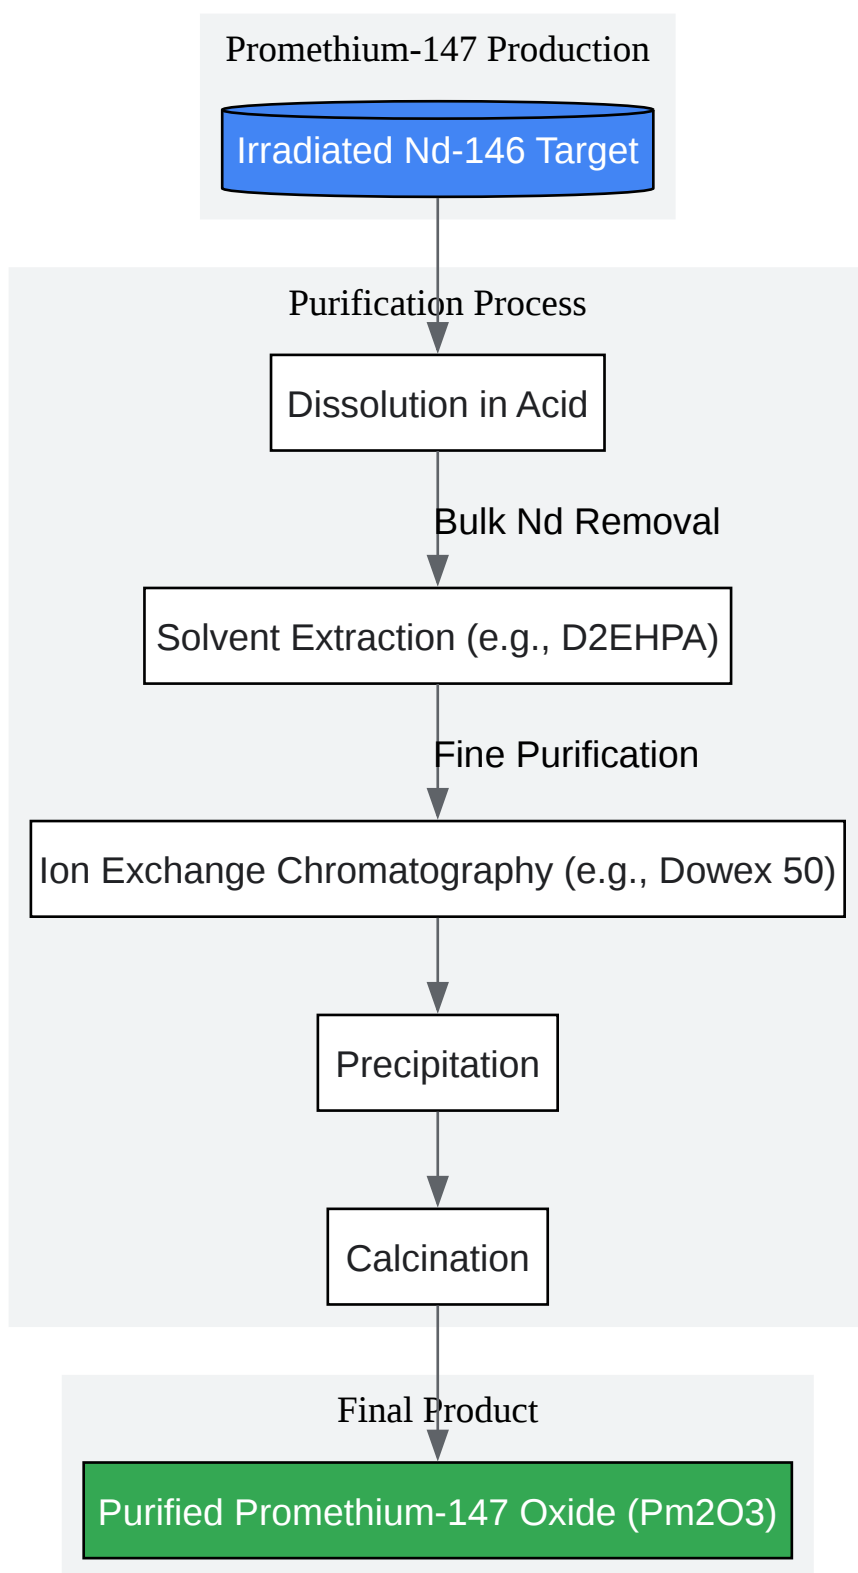 Promethium-147 Production
Irradiated Nd-146 Target
Purification Process
Dissolution in Acid
Bulk Nd Removal
Solvent Extraction (e.g., D2EHPA)
Fine Purification
Ion Exchange Chromatography (e.g., Dowex 50)
Precipitation
Calcination
Final Product
Purified Promethium-147 Oxide (Pm2O3)